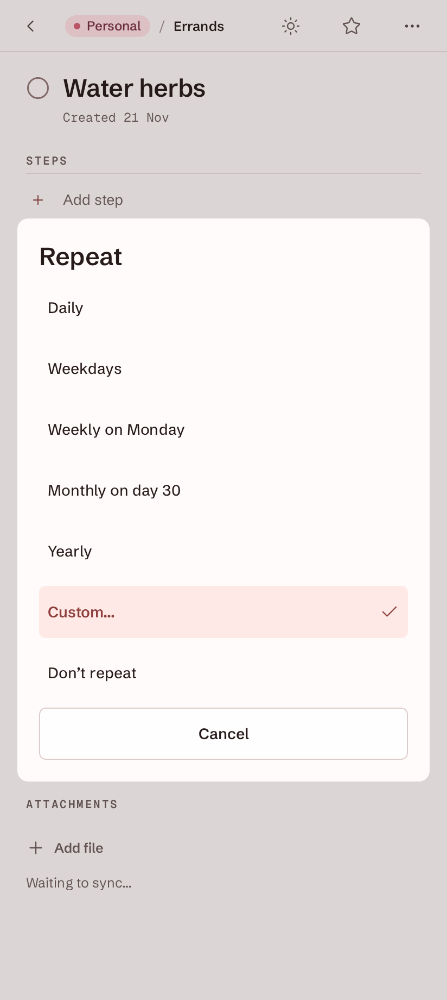 Personal / Errands
Water herbs
Created 21 Nov
STEPS
Add step
Repeat
Daily
Weekdays
Weekly on Monday
Monthly on day 30
Yearly
Custom...
Don’t repeat
Cancel
ATTACHMENTS
Add file
Waiting to sync...